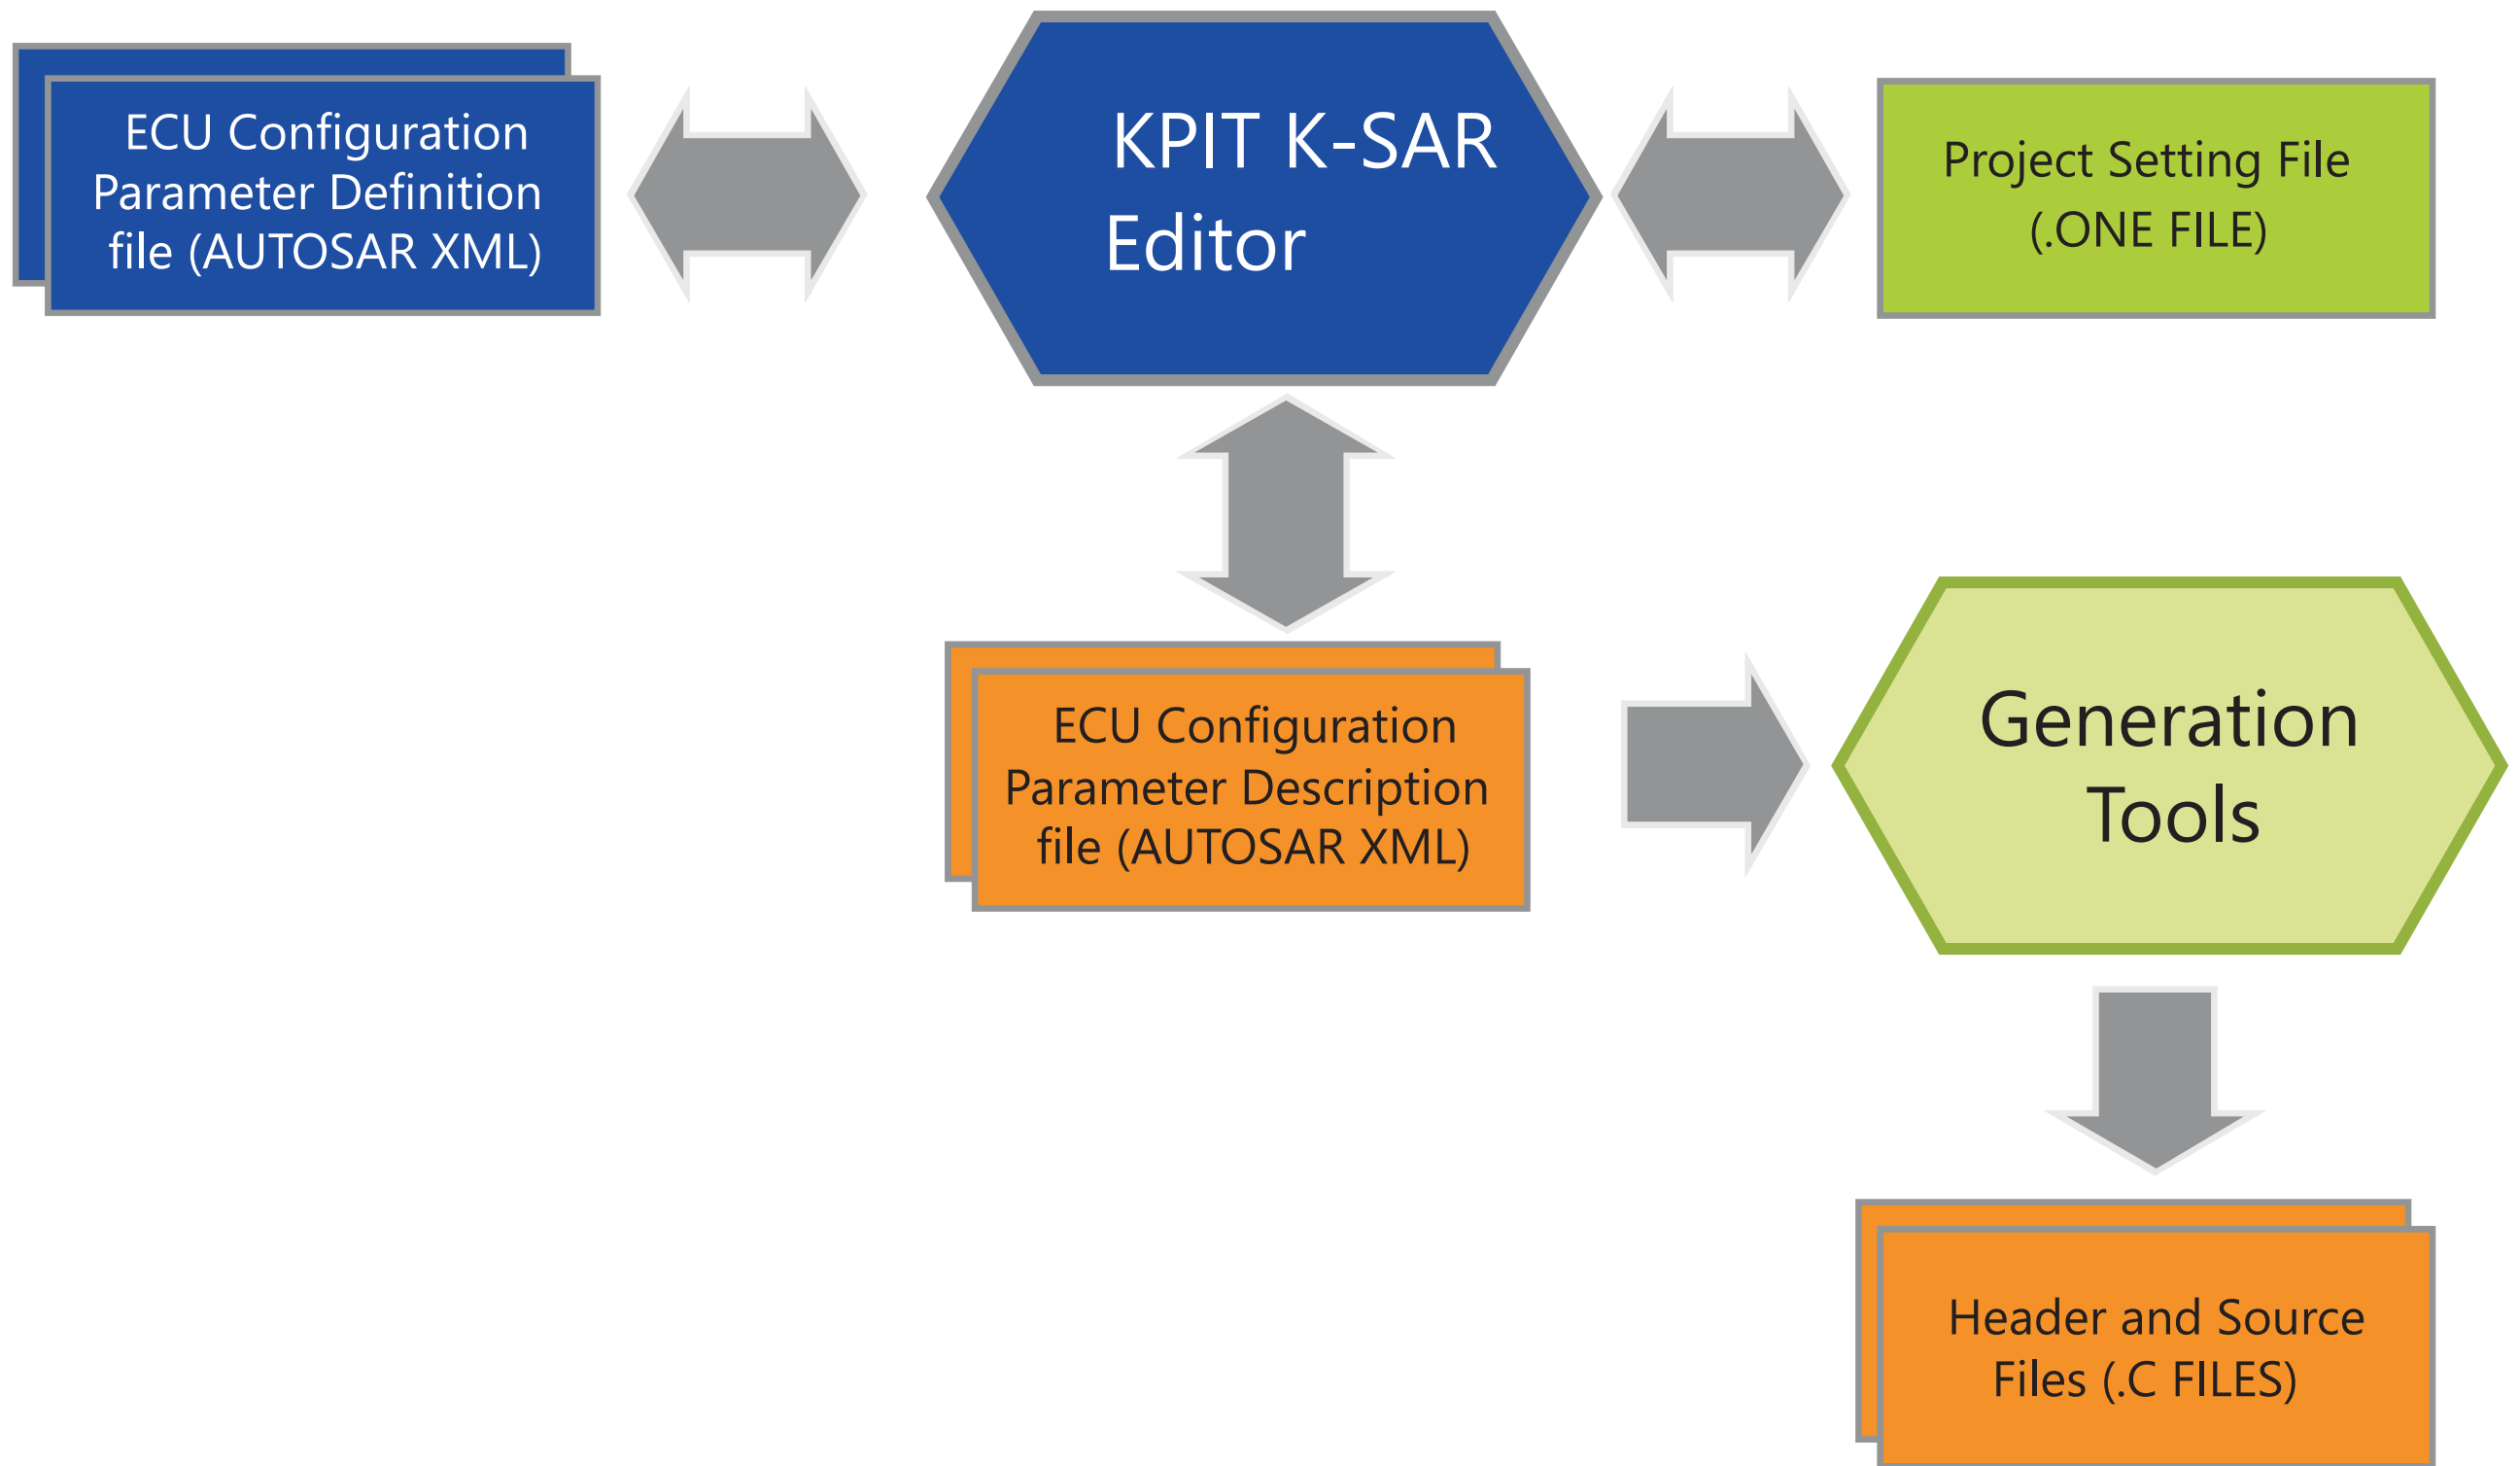 ECU Configuration
Parameter Definition
file (AUTOSAR XML)
KPIT K-SAR
Editor
Project Setting File
(.ONE FILE)
ECU Configuration
Parameter Description
file (AUTOSAR XML)
Generation
Tools
Header and Source
Files (.C FILES)